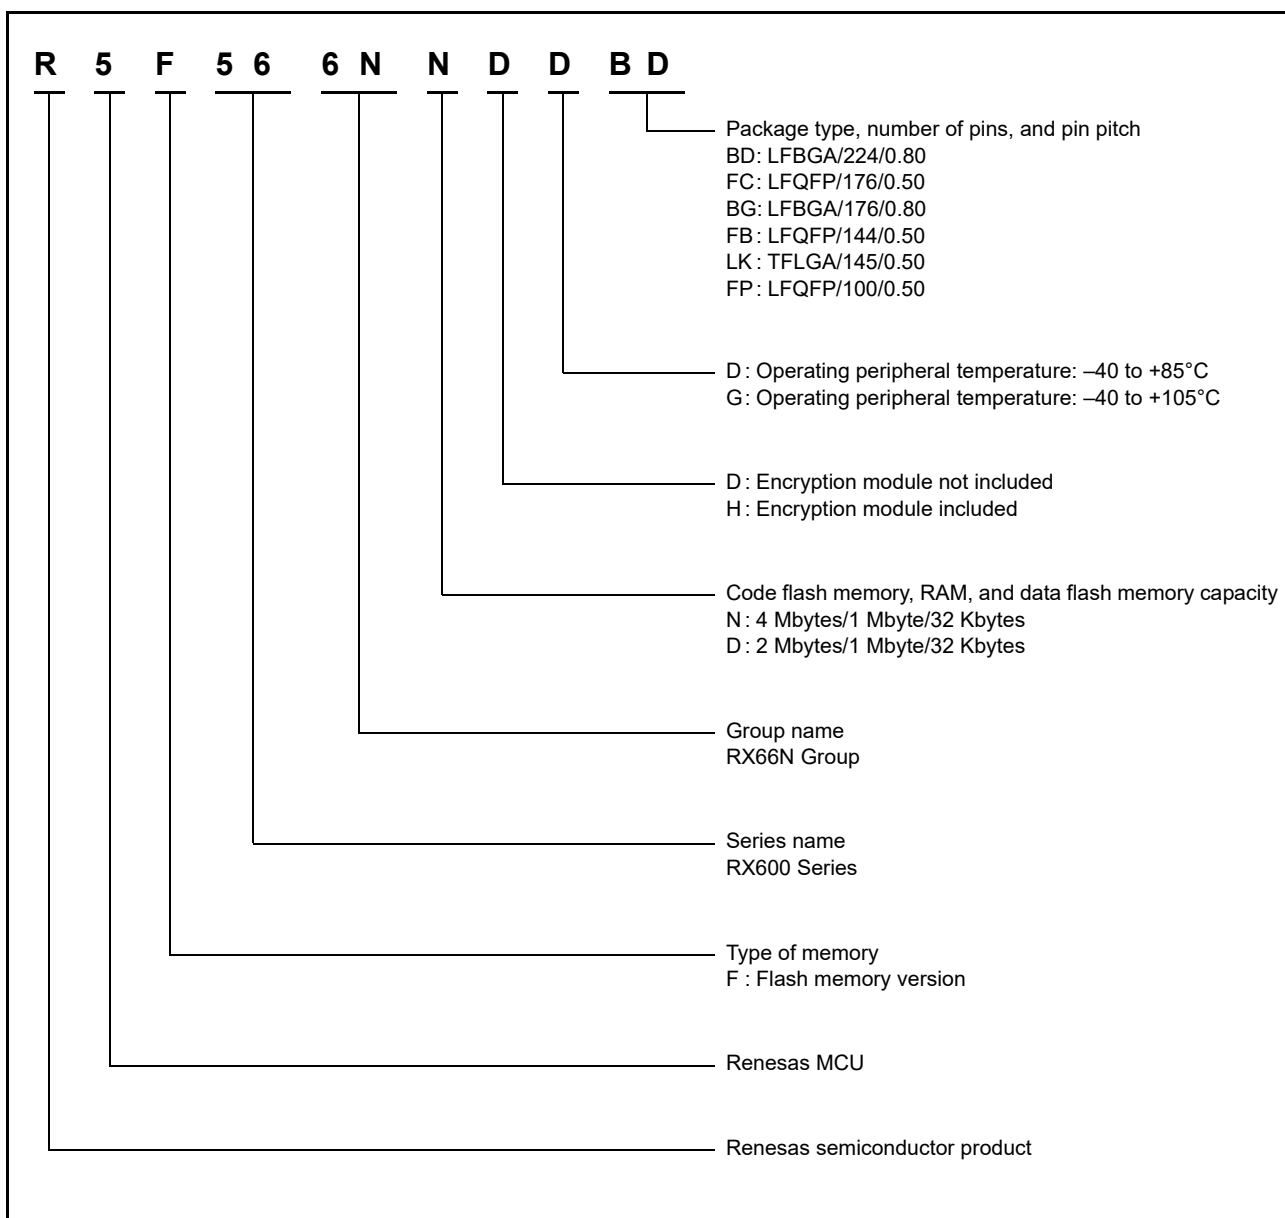 R 5 F 5 6 6 N N D D B D
Package type, number of pins, and pin pitch
BD: LFBGA/224/0.80
FC: LFQFP/176/0.50
BG: LFBGA/176/0.80
FB: LFQFP/144/0.50
LK: TFLGA/145/0.50
FP: LFQFP/100/0.50
D: Operating peripheral temperature: –40 to +85°C
G: Operating peripheral temperature: –40 to +105°C
D: Encryption module not included
H: Encryption module included
Code flash memory, RAM, and data flash memory capacity
N: 4 Mbytes/1 Mbyte/32 Kbytes
D: 2 Mbytes/1 Mbyte/32 Kbytes
Group name
RX66N Group
Series name
RX600 Series
Type of memory
F : Flash memory version
Renesas MCU
Renesas semiconductor product